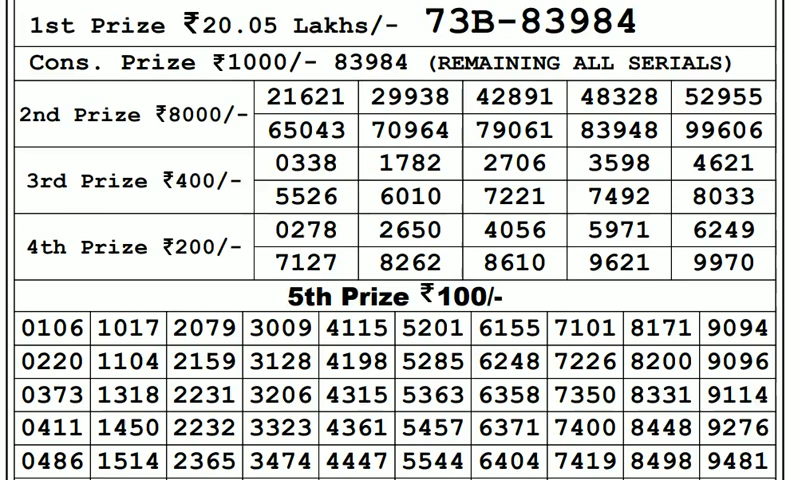 1st Prize ₹20.05 Lakhs/- 73B-83984
Cons. Prize ₹1000/- 83984 (REMAINING ALL SERIALS)
2nd Prize ₹8000/-
21621 29938 42891 48328 52955
65043 70964 79061 83948 99606
3rd Prize ₹400/-
0338 1782 2706 3598 4621
5526 6010 7221 7492 8033
4th Prize ₹200/-
0278 2650 4056 5971 6249
7127 8262 8610 9621 9970
5th Prize ₹100/-
0106 1017 2079 3009 4115 5201 6155 7101 8171 9094
0220 1104 2159 3128 4198 5285 6248 7226 8200 9096
0373 1318 2231 3206 4315 5363 6358 7350 8331 9114
0411 1450 2232 3323 4361 5457 6371 7400 8448 9276
0486 1514 2365 3474 4447 5544 6404 7419 8498 9481